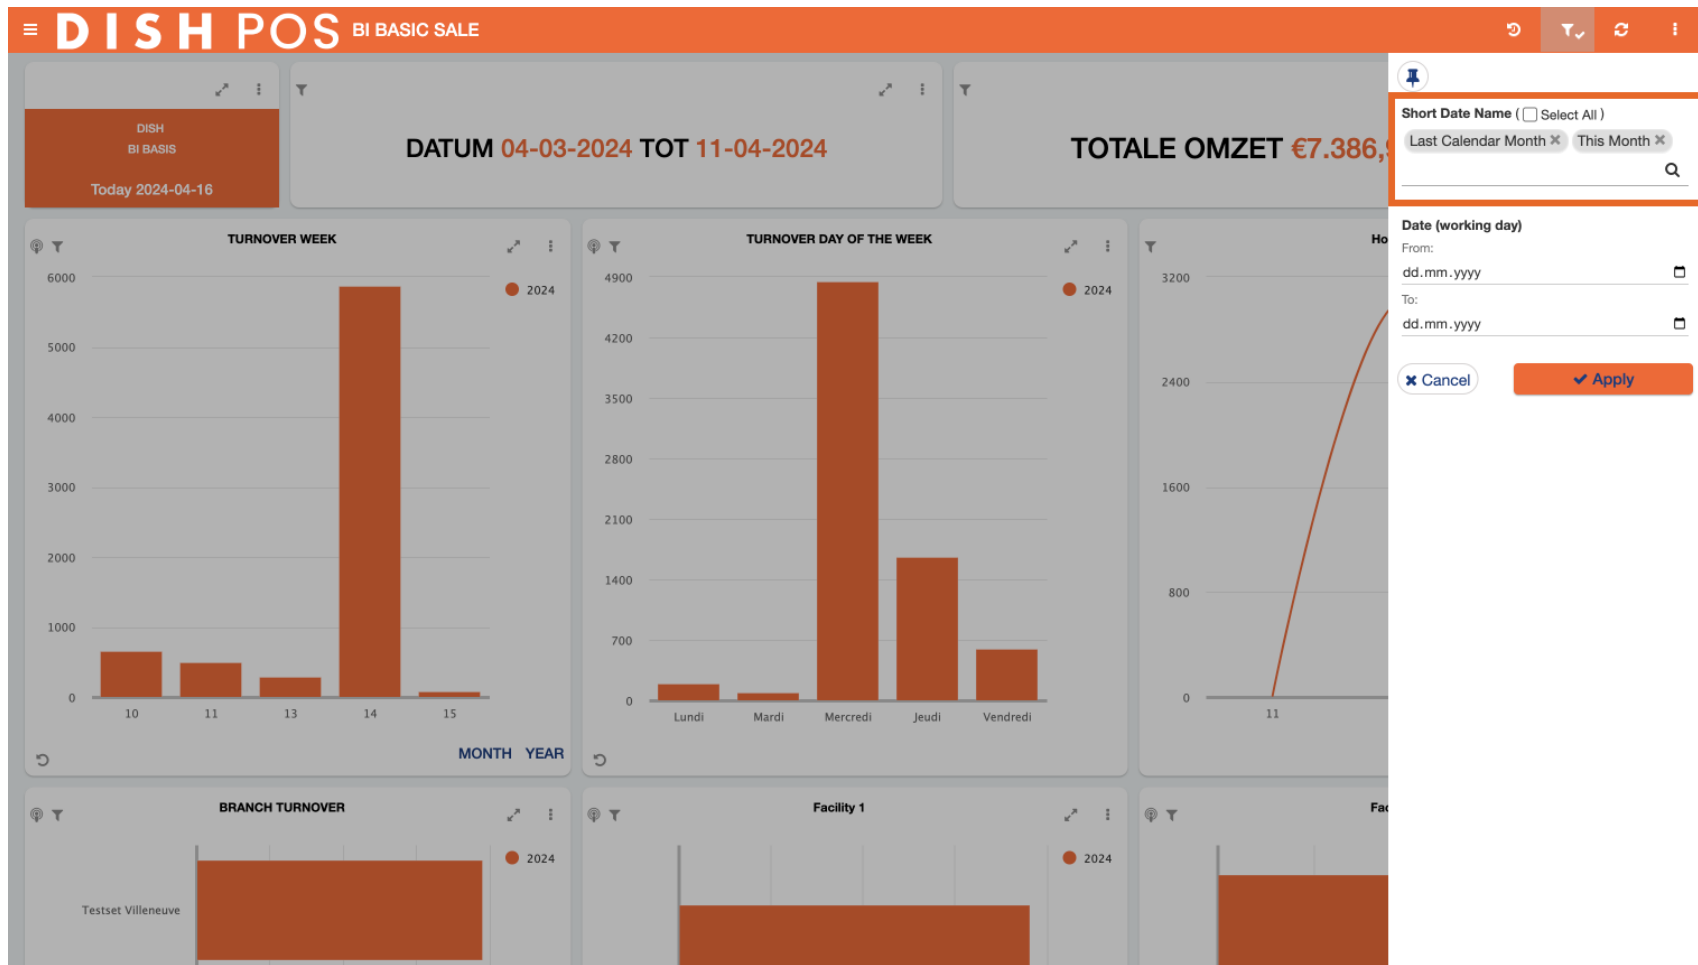 DISH POS BI BASIC SALE
DISH
BI BASIS
Today 2024-04-16
DATUM 04-03-2024 TOT 11-04-2024
TOTALE OMZET €7.386,
Short Date Name ( Select All )
Last Calendar Month This Month
Date (working day)
From:
dd.mm.yyyy
To:
dd.mm.yyyy
Cancel Apply
TURNOVER WEEK
2024
6000
5000
4000
3000
2000
1000
0
10 11 13 14 15
MONTH YEAR
TURNOVER DAY OF THE WEEK
2024
4900
4200
3500
2800
2100
1400
700
0
Lundi Mardi Mercredi Jeudi Vendredi
Ho
3200
2400
1600
800
0
11
BRANCH TURNOVER
2024
Testset Villeneuve
Facility 1
2024
Fac